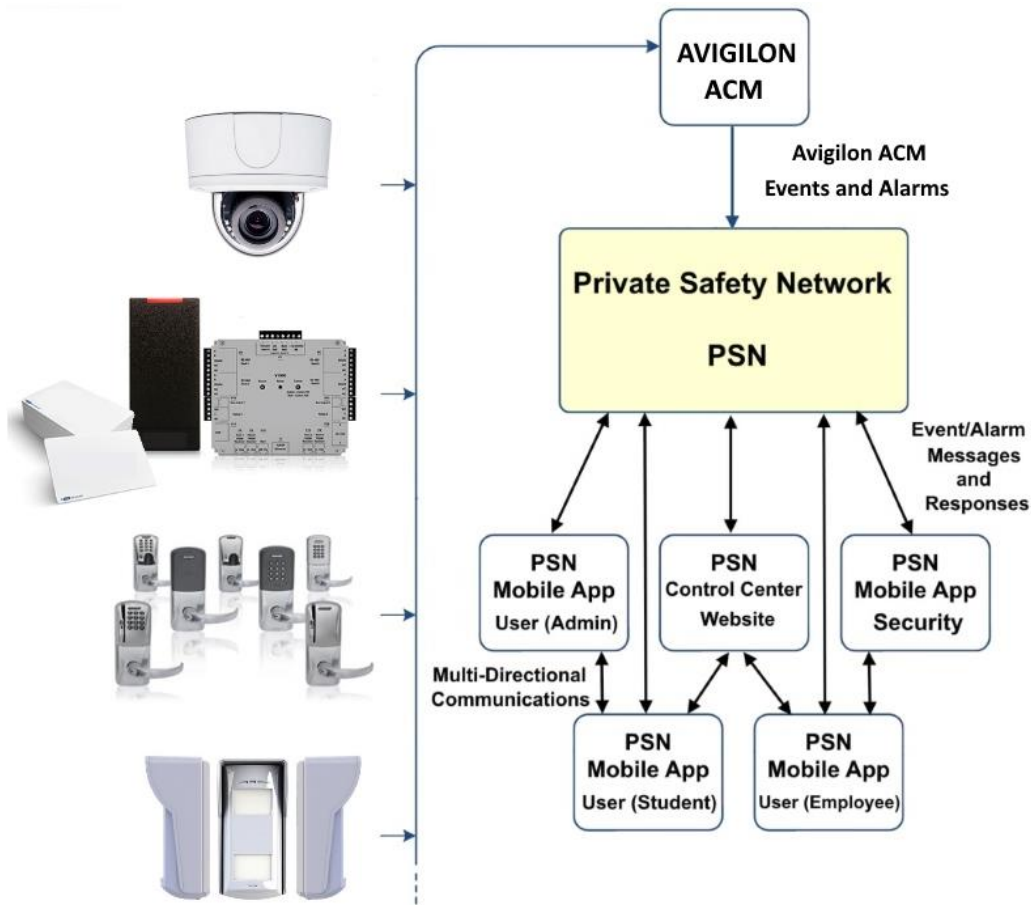 AVIGILON
ACM
Avigilon ACM
Events and Alarms
Private Safety Network
PSN
Event/Alarm
Messages
and
Responses
PSN
Mobile App
User (Admin)
PSN
Control Center
Website
PSN
Mobile App
Security
Multi-Directional
Communications
PSN
Mobile App
User (Student)
PSN
Mobile App
User (Employee)